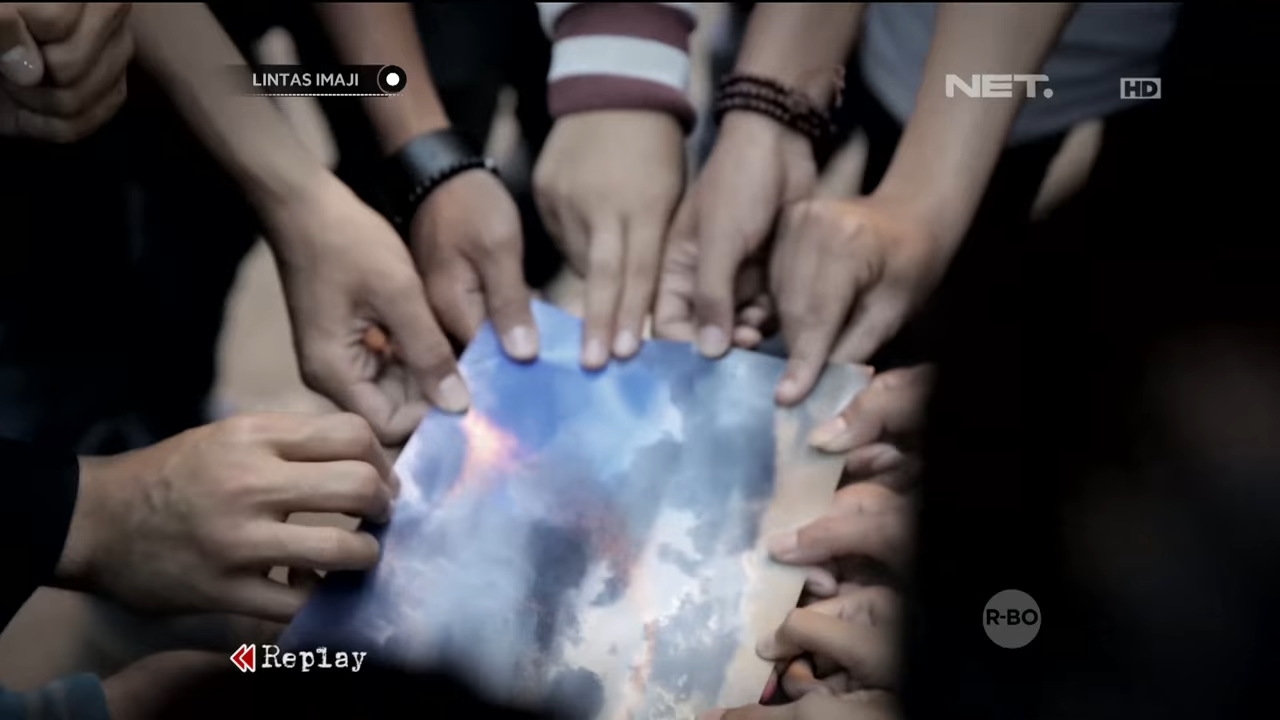 LINTAS IMAJI
NET.
HD
R-BO
Replay